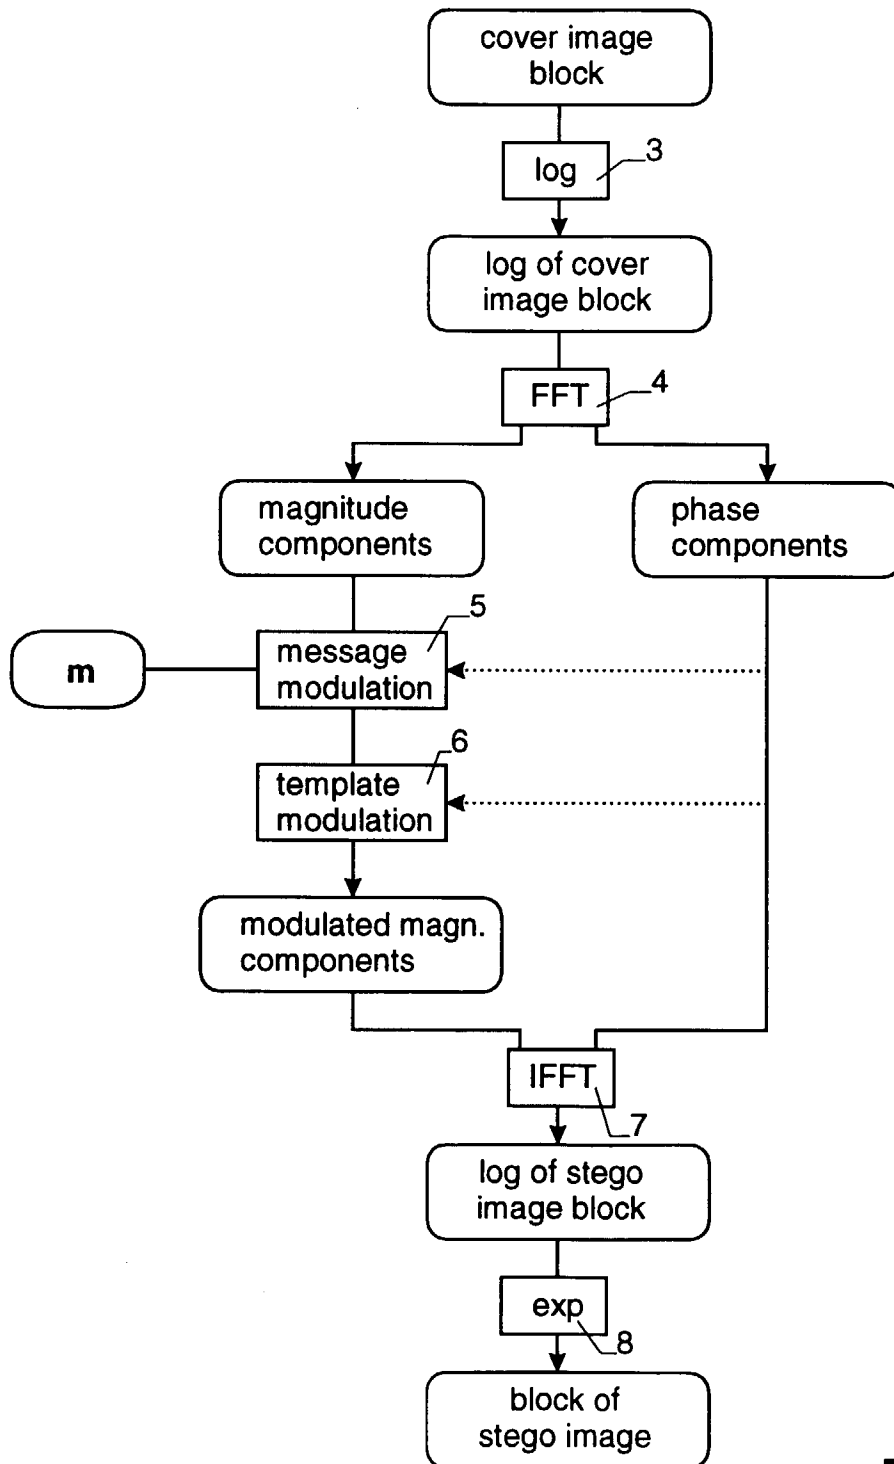 cover image
block
3
log
log of cover
image block
4
FFT
magnitude
components
phase
components
5
m
message
modulation
6
template
modulation
modulated magn.
components
IFFT
7
log of stego
image block
exp
8
block of
stego image